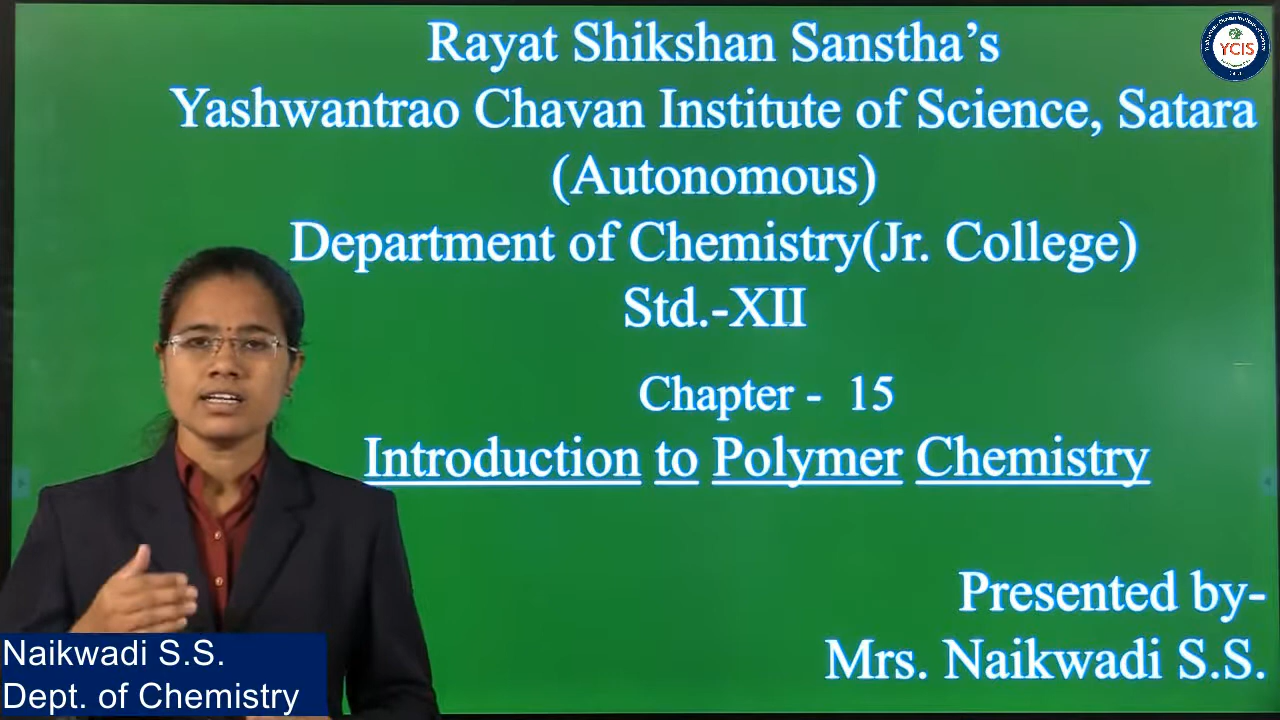 Rayat Shikshan Sanstha’s
Yashwantrao Chavan Institute of Science, Satara
(Autonomous)
Department of Chemistry(Jr. College)
Std.-XII
Chapter - 15
Introduction to Polymer Chemistry
Presented by-
Mrs. Naikwadi S.S.
YCIS
Naikwadi S.S.
Dept. of Chemistry